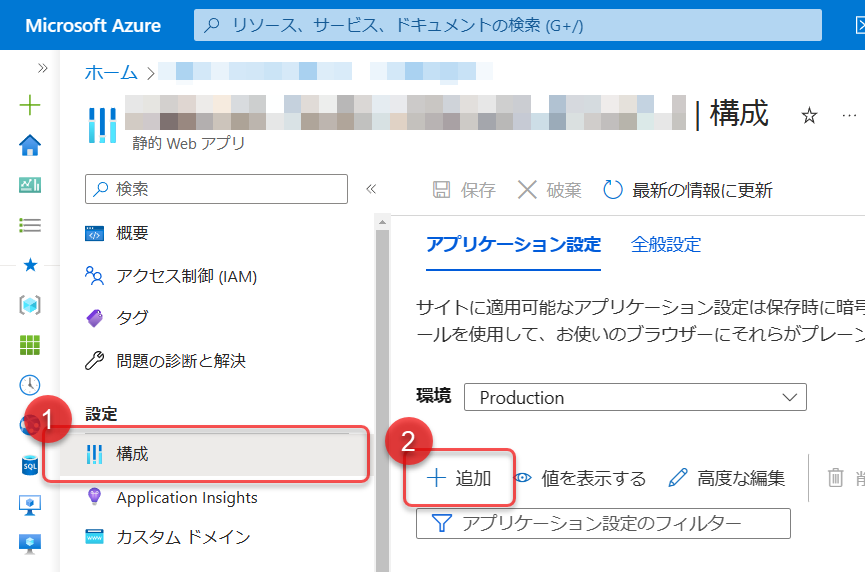 Microsoft Azure
リソース、サービス、ドキュメントの検索 (G+/)
ホーム
| 構成
静的 Web アプリ
検索
保存 破棄 最新の情報に更新
概要
アクセス制御 (IAM)
タグ
問題の診断と解決
設定
1
構成
Application Insights
カスタム ドメイン
アプリケーション設定 全般設定
サイトに適用可能なアプリケーション設定は保存時に暗号
ールを使用して、お使いのブラウザーにそれらがプレーン
環境 Production
2
追加 値を表示する 高度な編集
アプリケーション設定のフィルター
SQL